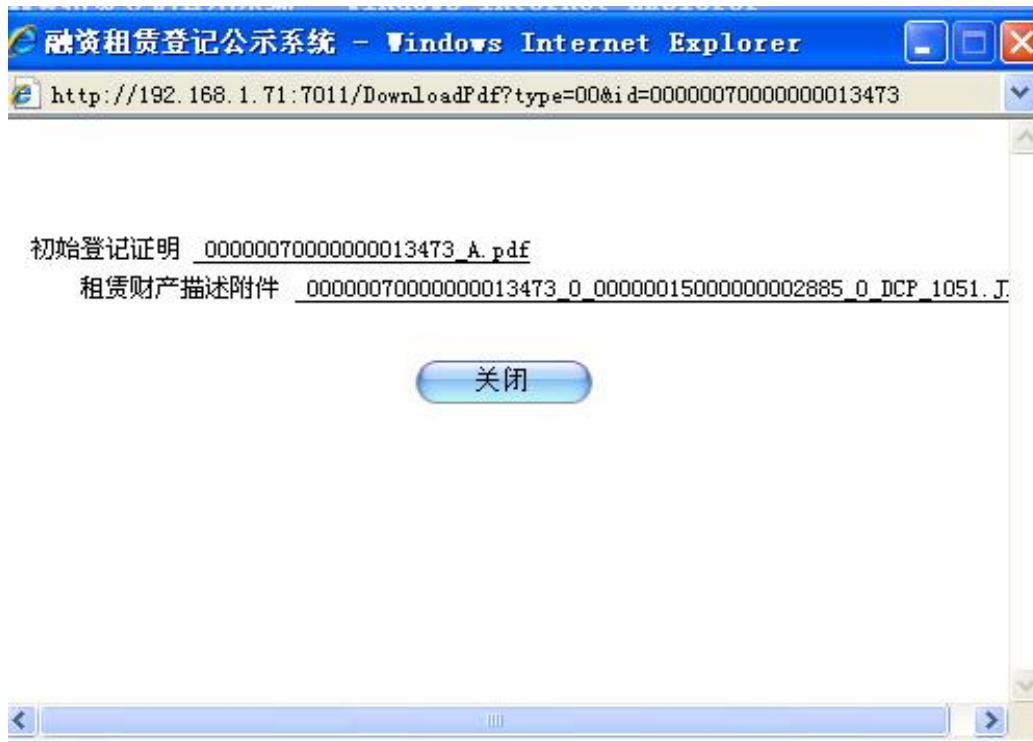 融资租赁登记公示系统 - Windows Internet Explorer
http://192.168.1.71:7011/DownloadPdf?type=00&id=00000070000000013473
初始登记证明 00000070000000013473_A.pdf
租赁财产描述附件 00000070000000013473_0_00000015000000002885_0_DCP_1051.J
关闭